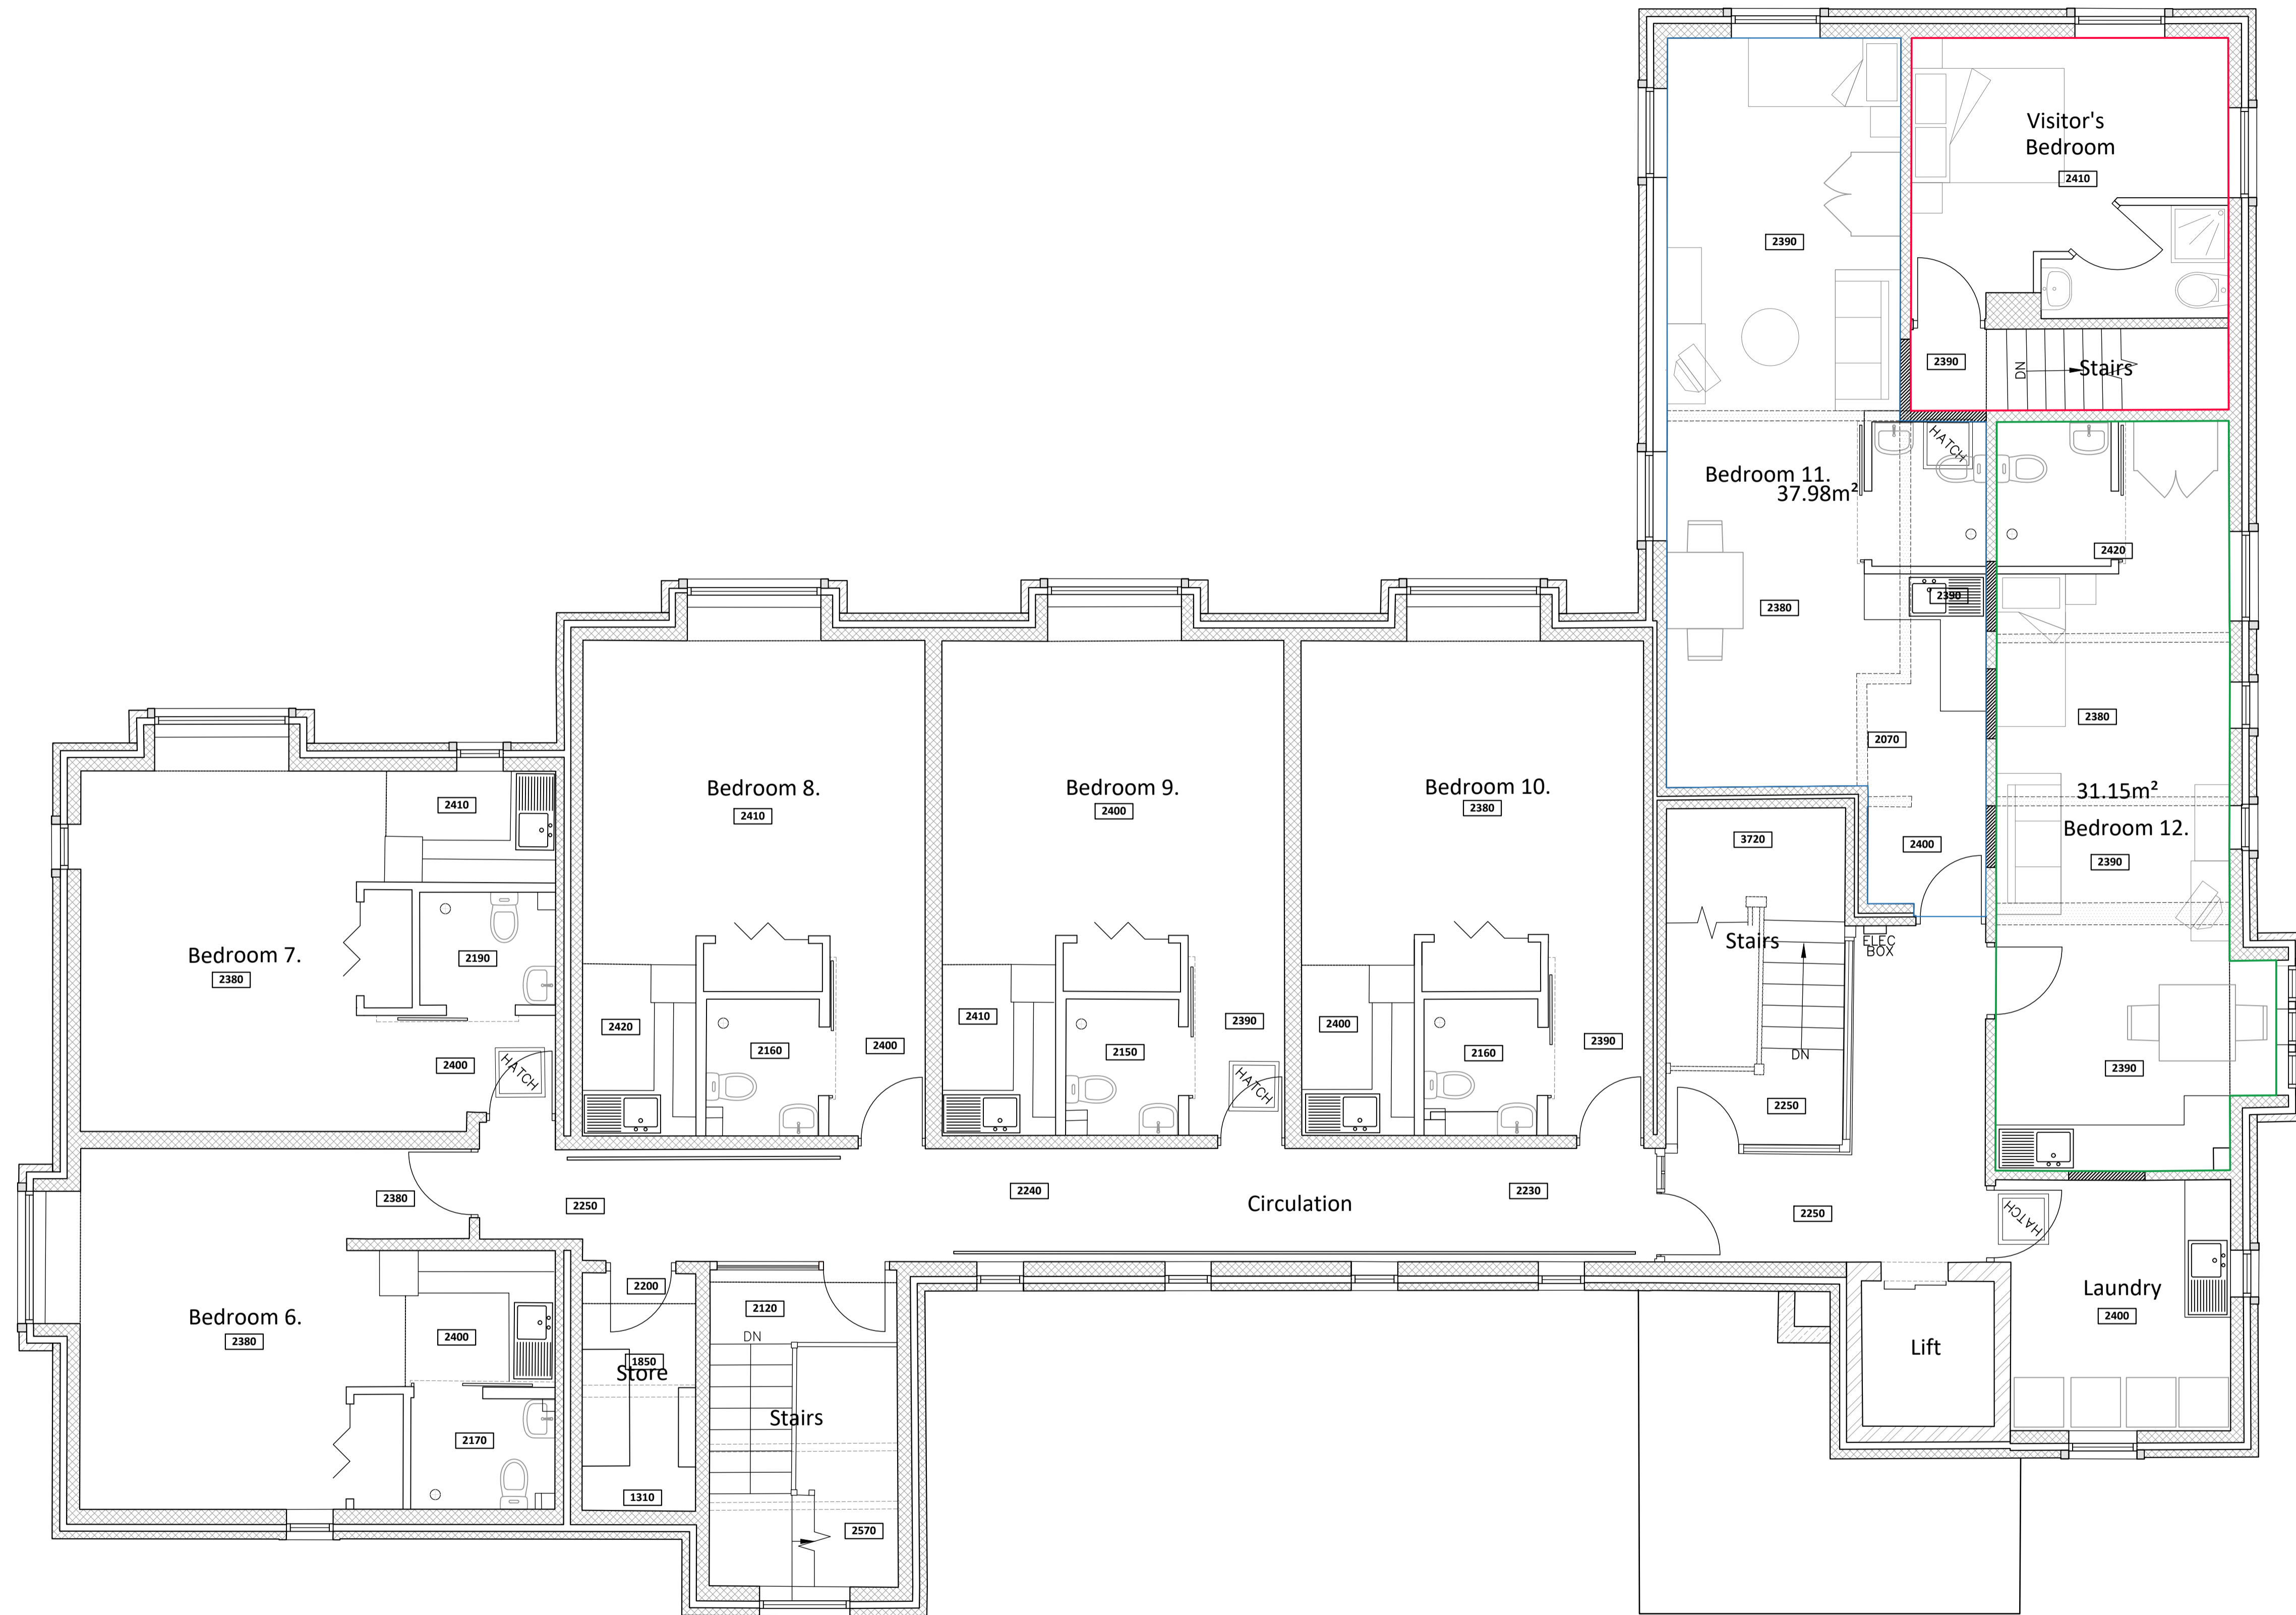 Visitor's
Bedroom
2410
2390
2390
DN
Stairs
HATCH
Bedroom 11.
37.98m²
2420
2390
2380
2380
2070
Bedroom 8.
2410
Bedroom 9.
2400
Bedroom 10.
2380
31.15m²
Bedroom 12.
2390
2410
3720
2400
Bedroom 7.
2380
2190
Stairs
ELEC
BOX
2420
2160
2400
2410
2150
2390
2400
2160
2390
DN
2400
HATCH
HATCH
2390
2250
2380
2250
2240
Circulation
2230
2250
HATCH
2200
2120
Bedroom 6.
2380
2400
DN
Laundry
2400
Lift
1850
Store
Stairs
2170
1310
2570